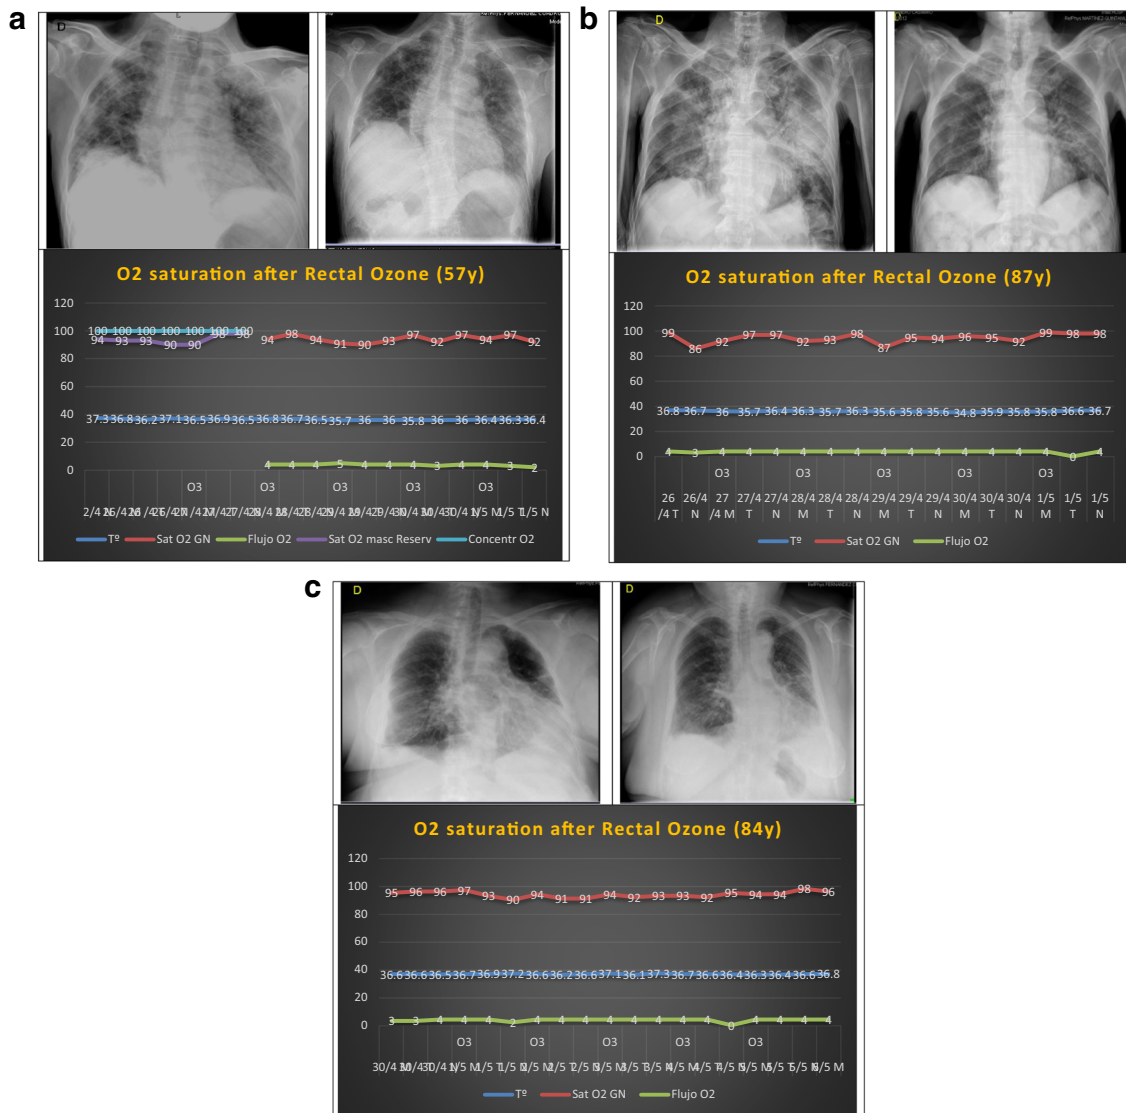 a
D
RefPhys FERNANDEZ
b
D
D
RefPhys MARTINEZ QUINTANA
O2 saturation after Rectal Ozone (57y)
120
100 100 100 100 100 100 100 100
94 93 93 90 90 98 98 94 98 94 91 90 93 97 92 97 94 97 92
80
60
40
37.3 36.8 36.2 37.1 36.5 36.9 36.5 36.8 36.7 36.5 35.7 36 36 35.8 36 36 36.4 36.3 36.4
20
4 4 4 5 4 4 4 3 4 4 3 2
0
O3 O3 O3 O3 O3
Tº Sat O2 GN Flujo O2 Sat O2 masc Reserv Concentr O2
O2 saturation after Rectal Ozone (87y)
120
100
99 86 92 97 97 92 93 98 87 95 94 96 95 92 99 98 98
80
60
40
36.8 36.7 36 35.7 36.4 36.3 35.7 36.3 35.6 35.8 35.6 34.8 35.9 35.8 35.8 36.6 36.7
20
4 3 4 4 4 4 4 4 4 4 4 4 4 4 4 0 4
0
O3 O3 O3 O3 O3
26 26/4 27 27/4 27/4 28/4 28/4 28/4 29/4 29/4 29/4 30/4 30/4 30/4 1/5 1/5 1/5
/4 T N /4 M T N M T N M T N M T N M T N
Tº Sat O2 GN Flujo O2
c
D
D
O2 saturation after Rectal Ozone (84y)
120
100
95 96 96 97 93 90 94 91 91 94 92 93 93 92 95 94 94 98 96
80
60
40
36.6 36.6 36.5 36.7 36.9 37.2 36.6 36.2 36.6 37.1 36.1 37.3 36.7 36.6 36.4 36.3 36.4 36.6 36.8
20
3 3 4 4 4 2 4 4 4 4 4 4 4 4 0 4 4 4 4
0
O3 O3 O3 O3 O3
Tº Sat O2 GN Flujo O2